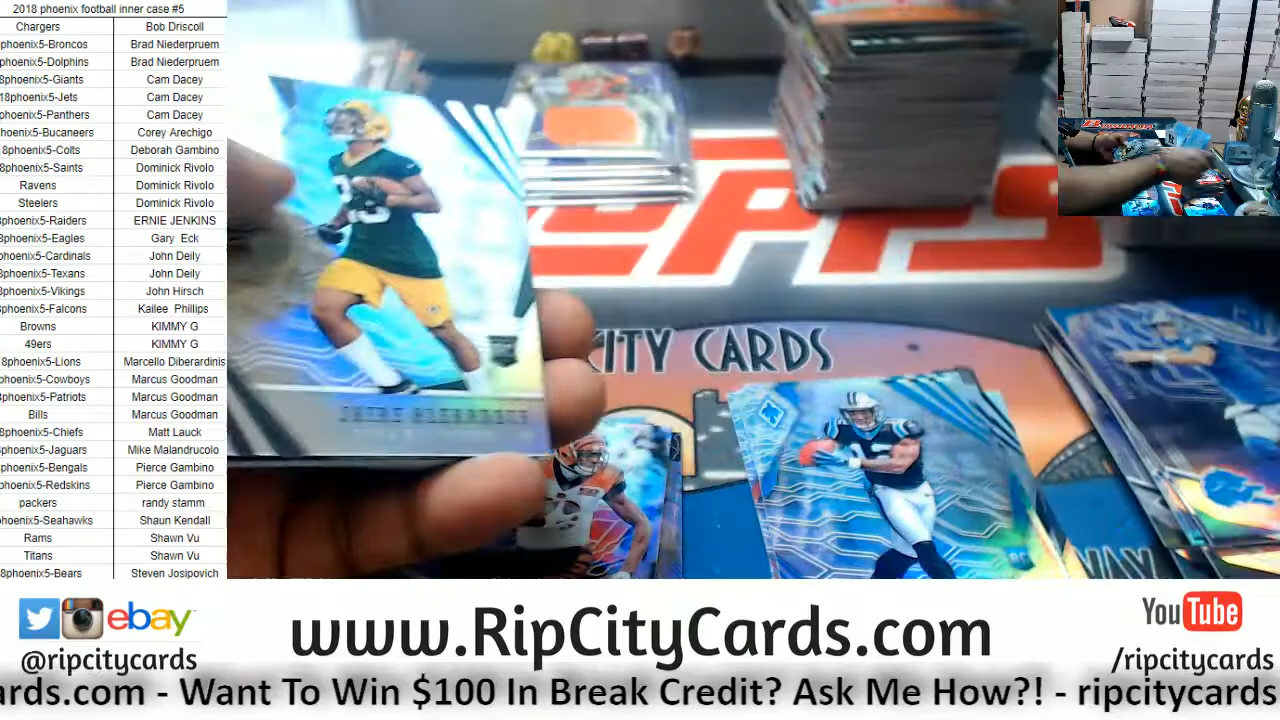 2018 phoenix football inner case #5
Chargers Bob Driscoll
phoenix5-Broncos Brad Niederpruem
phoenix5-Dolphins Brad Niederpruem
8phoenix5-Giants Cam Dacey
18phoenix5-Jets Cam Dacey
phoenix5-Panthers Cam Dacey
hoenix5-Bucaneers Corey Arechigo
8phoenix5-Colts Deborah Gambino
8phoenix5-Saints Dominick Rivolo
Ravens Dominick Rivolo
Steelers Dominick Rivolo
phoenix5-Raiders ERNIE JENKINS
8phoenix5-Eagles Gary Eck
phoenix5-Cardinals John Deily
8phoenix5-Texans John Deily
8phoenix5-Vikings John Hirsch
phoenix5-Falcons Kailee Phillips
Browns KIMMY G
49ers KIMMY G
8phoenix5-Lions Marcello Diberardinis
phoenix5-Cowboys Marcus Goodman
phoenix5-Patriots Marcus Goodman
Bills Marcus Goodman
8phoenix5-Chiefs Matt Lauck
phoenix5-Jaguars Mike Malandrucolo
phoenix5-Bengals Pierce Gambino
phoenix5-Redskins Pierce Gambino
packers randy stamm
hoenix5-Seahawks Shaun Kendall
Rams Shawn Vu
Titans Shawn Vu
8phoenix5-Bears Steven Josipovich
TOPPS
CITY CARDS
ebay
@ripcitycards
www.RipCityCards.com
YouTube
/ripcitycards
ards.com - Want To Win $100 In Break Credit? Ask Me How?! - ripcitycards